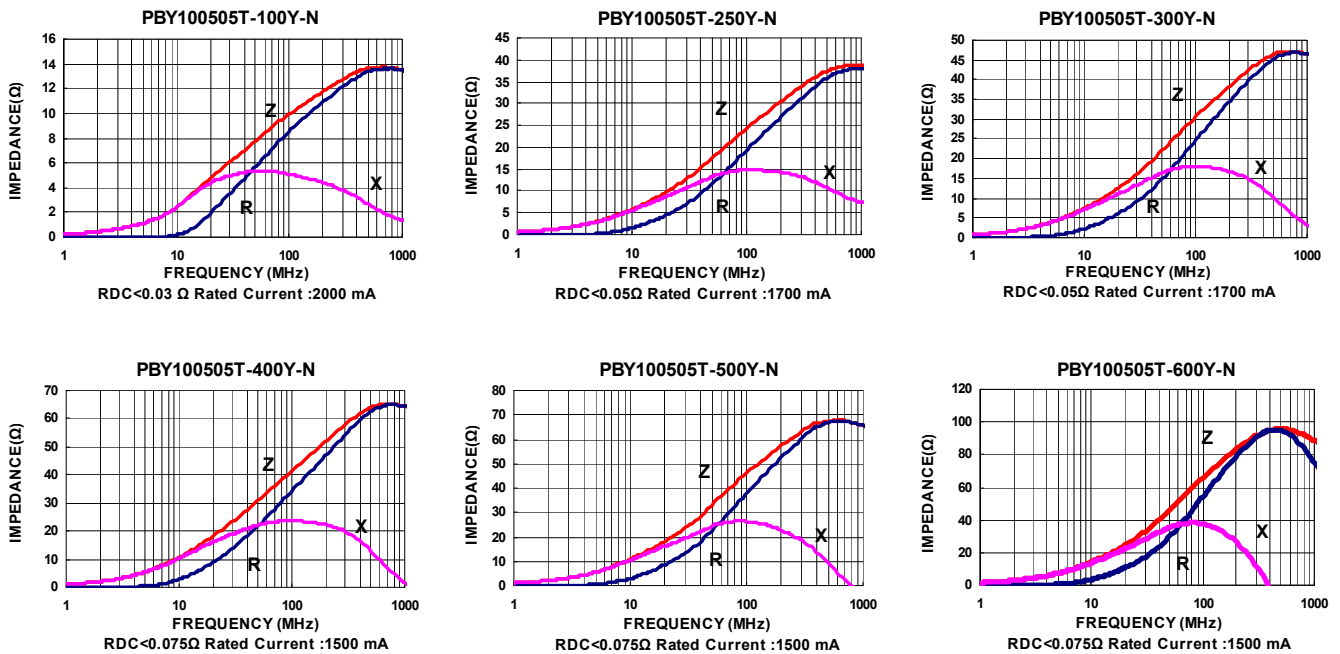 PBY100505T-100Y-N
IMPEDANCE(Ω)
16
14
12
10
8
6
4
2
0
Z
X
R
1 10 100 1000
FREQUENCY (MHz)
RDC<0.03 Ω Rated Current :2000 mA
PBY100505T-250Y-N
IMPEDANCE(Ω)
50
45
40
35
30
25
20
15
10
5
0
Z
X
R
1 10 100 1000
FREQUENCY (MHz)
RDC<0.05Ω Rated Current :1700 mA
PBY100505T-300Y-N
IMPEDANCE(Ω)
50
45
40
35
30
25
20
15
10
5
0
Z
X
R
1 10 100 1000
FREQUENCY (MHz)
RDC<0.05Ω Rated Current :1700 mA
PBY100505T-400Y-N
IMPEDANCE(Ω)
70
60
50
40
30
20
10
0
Z
X
R
1 10 100 1000
FREQUENCY (MHz)
RDC<0.075Ω Rated Current :1500 mA
PBY100505T-500Y-N
IMPEDANCE(Ω)
80
70
60
50
40
30
20
10
0
Z
X
R
1 10 100 1000
FREQUENCY (MHz)
RDC<0.075Ω Rated Current :1500 mA
PBY100505T-600Y-N
IMPEDANCE(Ω)
120
100
80
60
40
20
0
Z
X
R
1 10 100 1000
FREQUENCY (MHz)
RDC<0.075Ω Rated Current :1500 mA